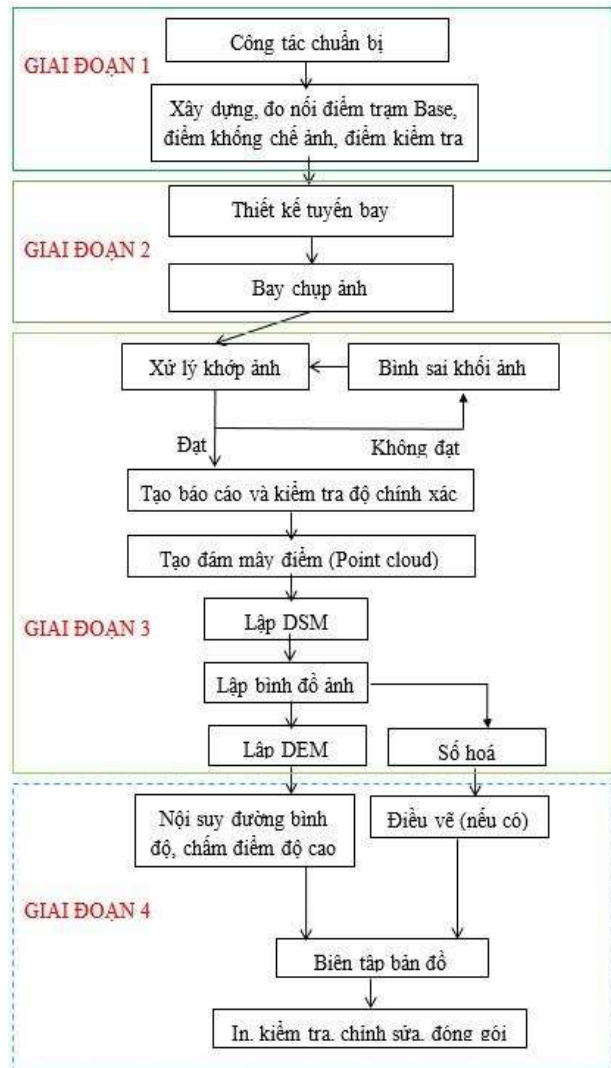 Công tác chuẩn bị
GIAI ĐOẠN 1
Xây dựng, đo nối điểm trạm Base,
điểm khống chế ảnh, điểm kiểm tra
Thiết kế tuyến bay
GIAI ĐOẠN 2
Bay chụp ảnh
Xử lý khớp ảnh
Bình sai khối ảnh
Đạt
Không đạt
Tạo báo cáo và kiểm tra độ chính xác
Tạo đám mây điểm (Point cloud)
GIAI ĐOẠN 3
Lập DSM
Lập bình đồ ảnh
Lập DEM
Số hoá
Nội suy đường bình
độ, chấm điểm độ cao
Điều vẽ (nếu có)
GIAI ĐOẠN 4
Biên tập bản đồ
In, kiểm tra, chỉnh sửa, đóng gói